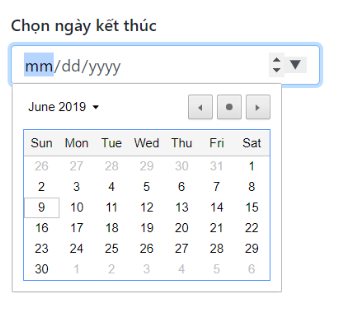 Chọn ngày kết thúc
mm/dd/yyyy
June 2019
Sun Mon Tue Wed Thu Fri Sat
26 27 28 29 30 31 1
2 3 4 5 6 7 8
9 10 11 12 13 14 15
16 17 18 19 20 21 22
23 24 25 26 27 28 29
30 1 2 3 4 5 6